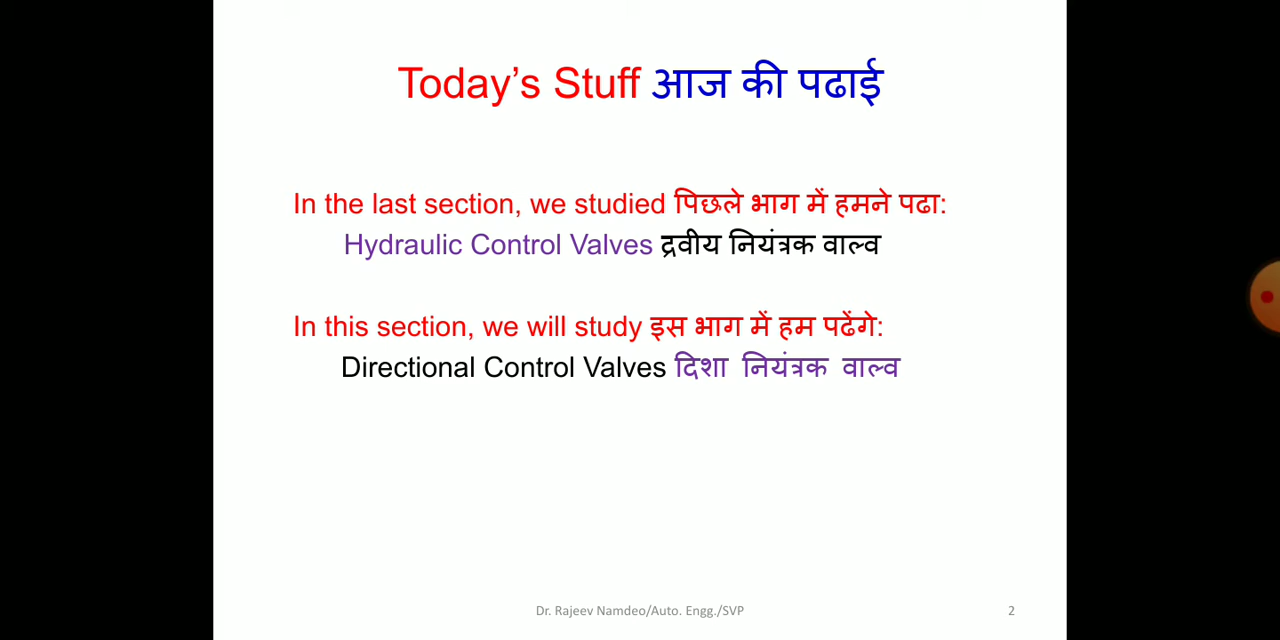 Today’s Stuff आज की पढाई
In the last section, we studied पिछले भाग में हमने पढा:
Hydraulic Control Valves द्रवीय नियंत्रक वाल्व
In this section, we will study इस भाग में हम पढेंगे:
Directional Control Valves दिशा नियंत्रक वाल्व
Dr. Rajeev Namdeo/Auto. Engg./SVP
2